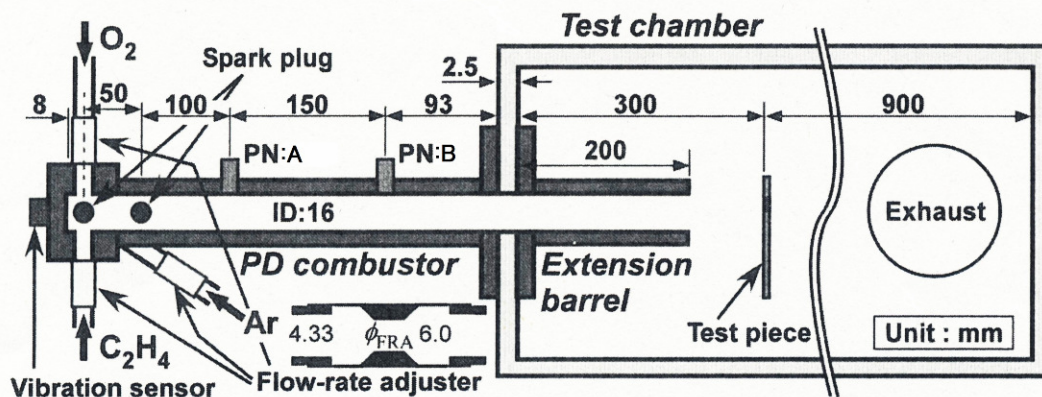 Test chamber
O2
Spark plug
2.5
8
50
100
150
93
300
900
PN:A
PN:B
200
ID:16
Exhaust
PD combustor
Extension
barrel
Ar
4.33
ϕFRA
6.0
Test piece
Unit : mm
C2H4
Vibration sensor
Flow-rate adjuster